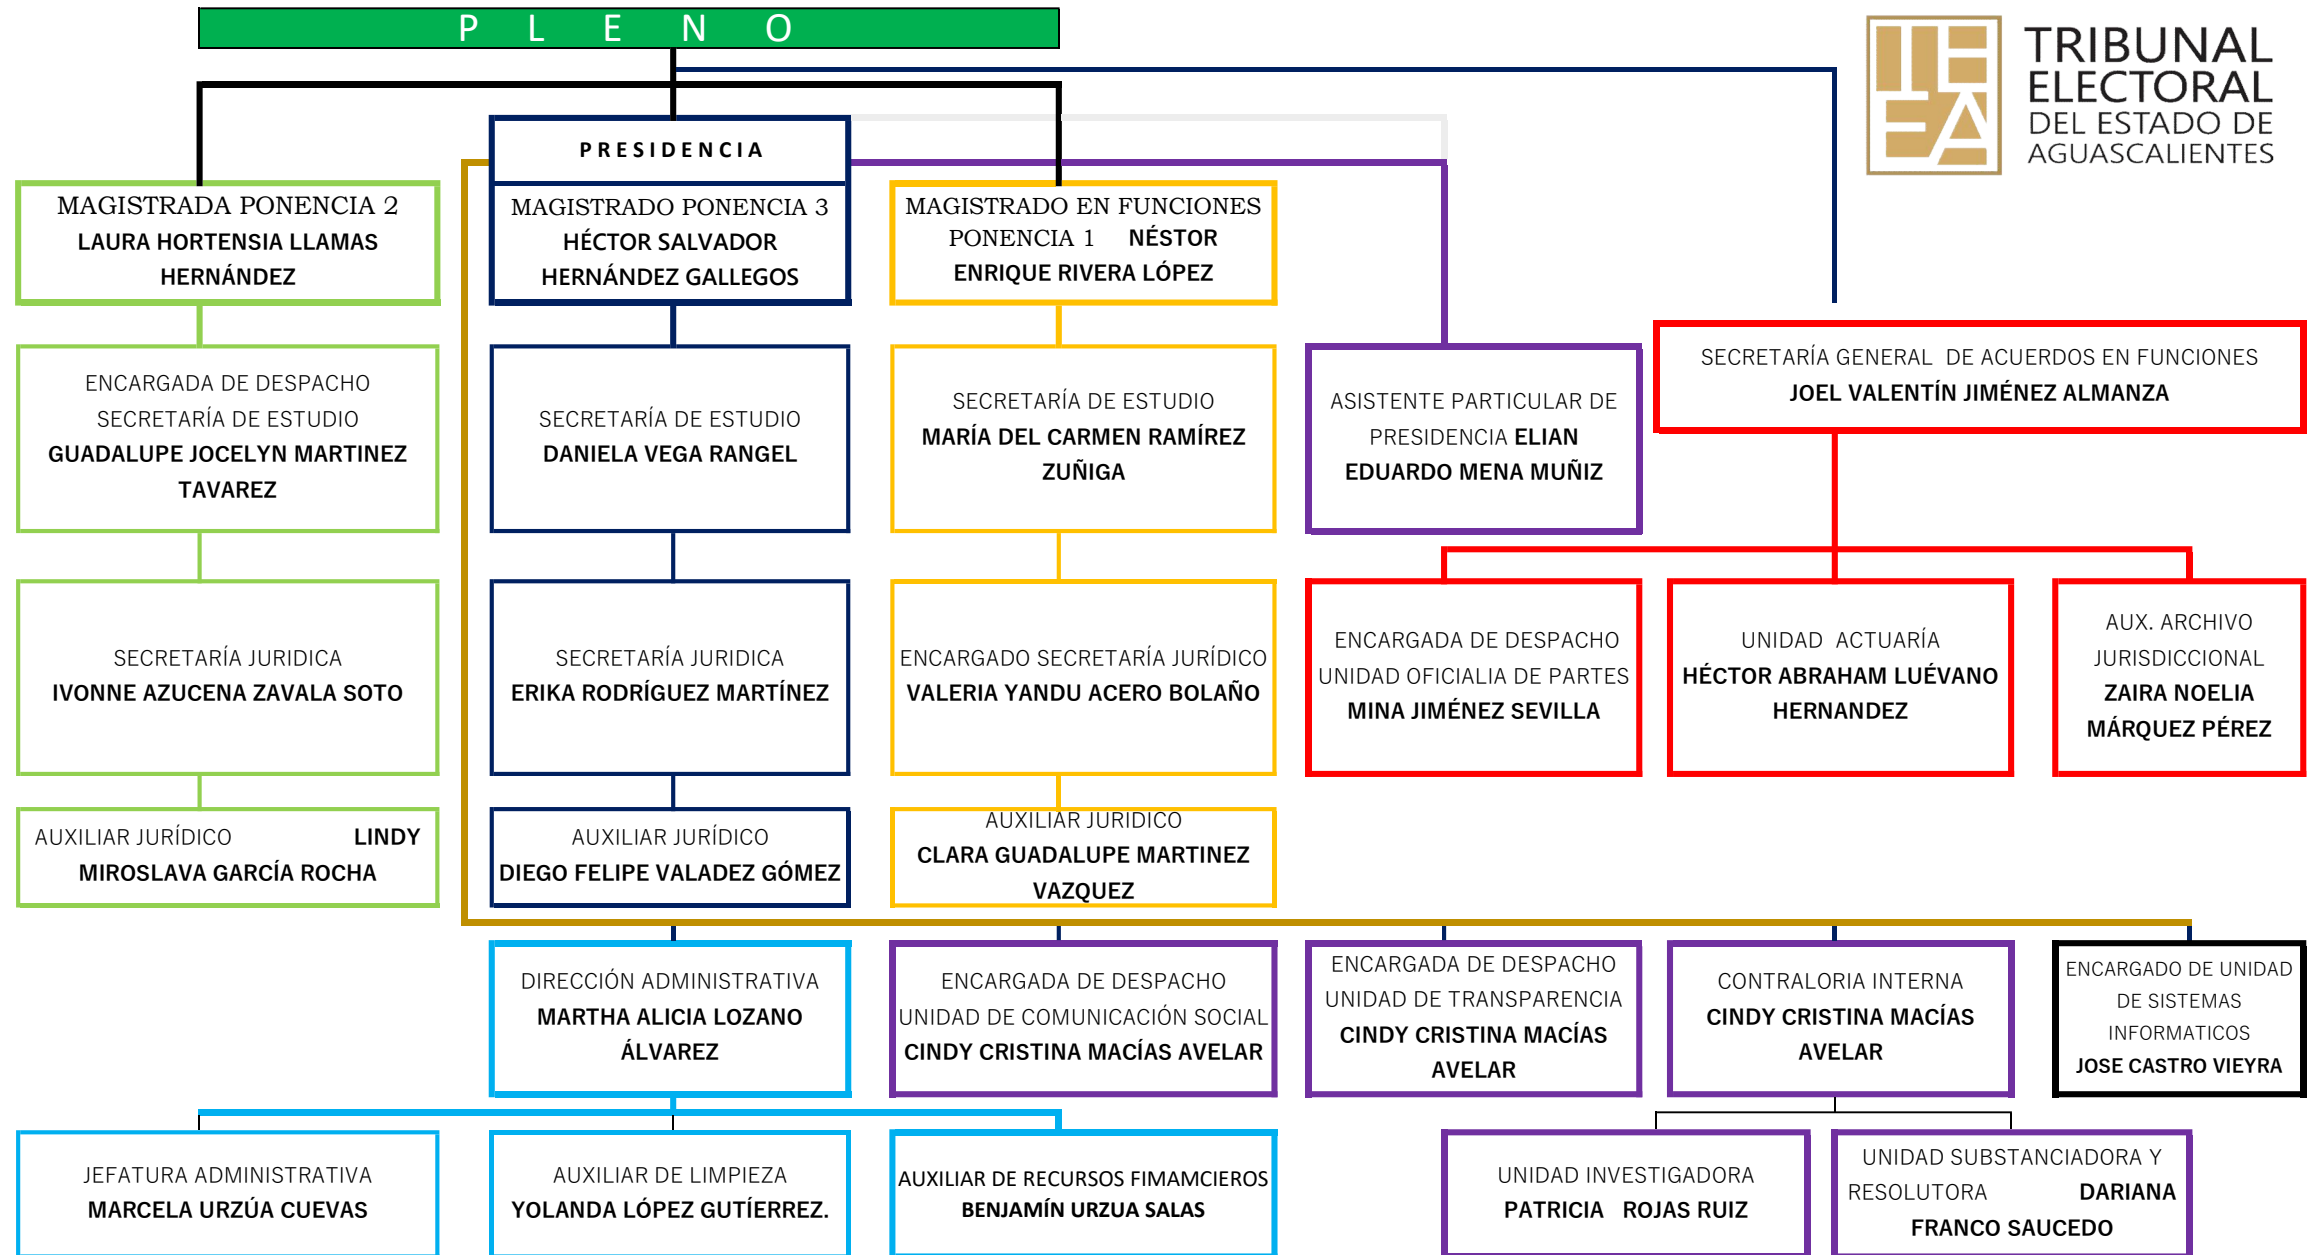 P L E N O
TRIBUNAL
ELECTORAL
DEL ESTADO DE
AGUASCALIENTES
PRESIDENCIA
MAGISTRADA PONENCIA 2
LAURA HORTENSIA LLAMAS
HERNÁNDEZ
MAGISTRADO PONENCIA 3
HÉCTOR SALVADOR
HERNÁNDEZ GALLEGOS
MAGISTRADO EN FUNCIONES
PONENCIA 1 NÉSTOR
ENRIQUE RIVERA LÓPEZ
ENCARGADA DE DESPACHO
SECRETARÍA DE ESTUDIO
GUADALUPE JOCELYN MARTINEZ
TAVAREZ
SECRETARÍA DE ESTUDIO
DANIELA VEGA RANGEL
SECRETARÍA DE ESTUDIO
MARÍA DEL CARMEN RAMÍREZ
ZUÑIGA
ASISTENTE PARTICULAR DE
PRESIDENCIA ELIAN
EDUARDO MENA MUÑIZ
SECRETARÍA GENERAL DE ACUERDOS EN FUNCIONES
JOEL VALENTÍN JIMÉNEZ ALMANZA
SECRETARÍA JURIDICA
IVONNE AZUCENA ZAVALA SOTO
SECRETARÍA JURIDICA
ERIKA RODRÍGUEZ MARTÍNEZ
ENCARGADO SECRETARÍA JURÍDICO
VALERIA YANDU ACERO BOLAÑO
ENCARGADA DE DESPACHO
UNIDAD OFICIALIA DE PARTES
MINA JIMÉNEZ SEVILLA
UNIDAD ACTUARÍA
HÉCTOR ABRAHAM LUÉVANO
HERNANDEZ
AUX. ARCHIVO
JURISDICCIONAL
ZAIRA NOELIA
MÁRQUEZ PÉREZ
AUXILIAR JURÍDICO LINDY
MIROSLAVA GARCÍA ROCHA
AUXILIAR JURÍDICO
DIEGO FELIPE VALADEZ GÓMEZ
AUXILIAR JURIDICO
CLARA GUADALUPE MARTINEZ
VAZQUEZ
DIRECCIÓN ADMINISTRATIVA
MARTHA ALICIA LOZANO
ÁLVAREZ
ENCARGADA DE DESPACHO
UNIDAD DE COMUNICACIÓN SOCIAL
CINDY CRISTINA MACÍAS AVELAR
ENCARGADA DE DESPACHO
UNIDAD DE TRANSPARENCIA
CINDY CRISTINA MACÍAS
AVELAR
CONTRALORIA INTERNA
CINDY CRISTINA MACÍAS
AVELAR
ENCARGADO DE UNIDAD
DE SISTEMAS
INFORMATICOS
JOSE CASTRO VIEYRA
JEFATURA ADMINISTRATIVA
MARCELA URZÚA CUEVAS
AUXILIAR DE LIMPIEZA
YOLANDA LÓPEZ GUTÍERREZ.
AUXILIAR DE RECURSOS FIMAMCIEROS
BENJAMÍN URZUA SALAS
UNIDAD INVESTIGADORA
PATRICIA ROJAS RUIZ
UNIDAD SUBSTANCIADORA Y
RESOLUTORA DARIANA
FRANCO SAUCEDO